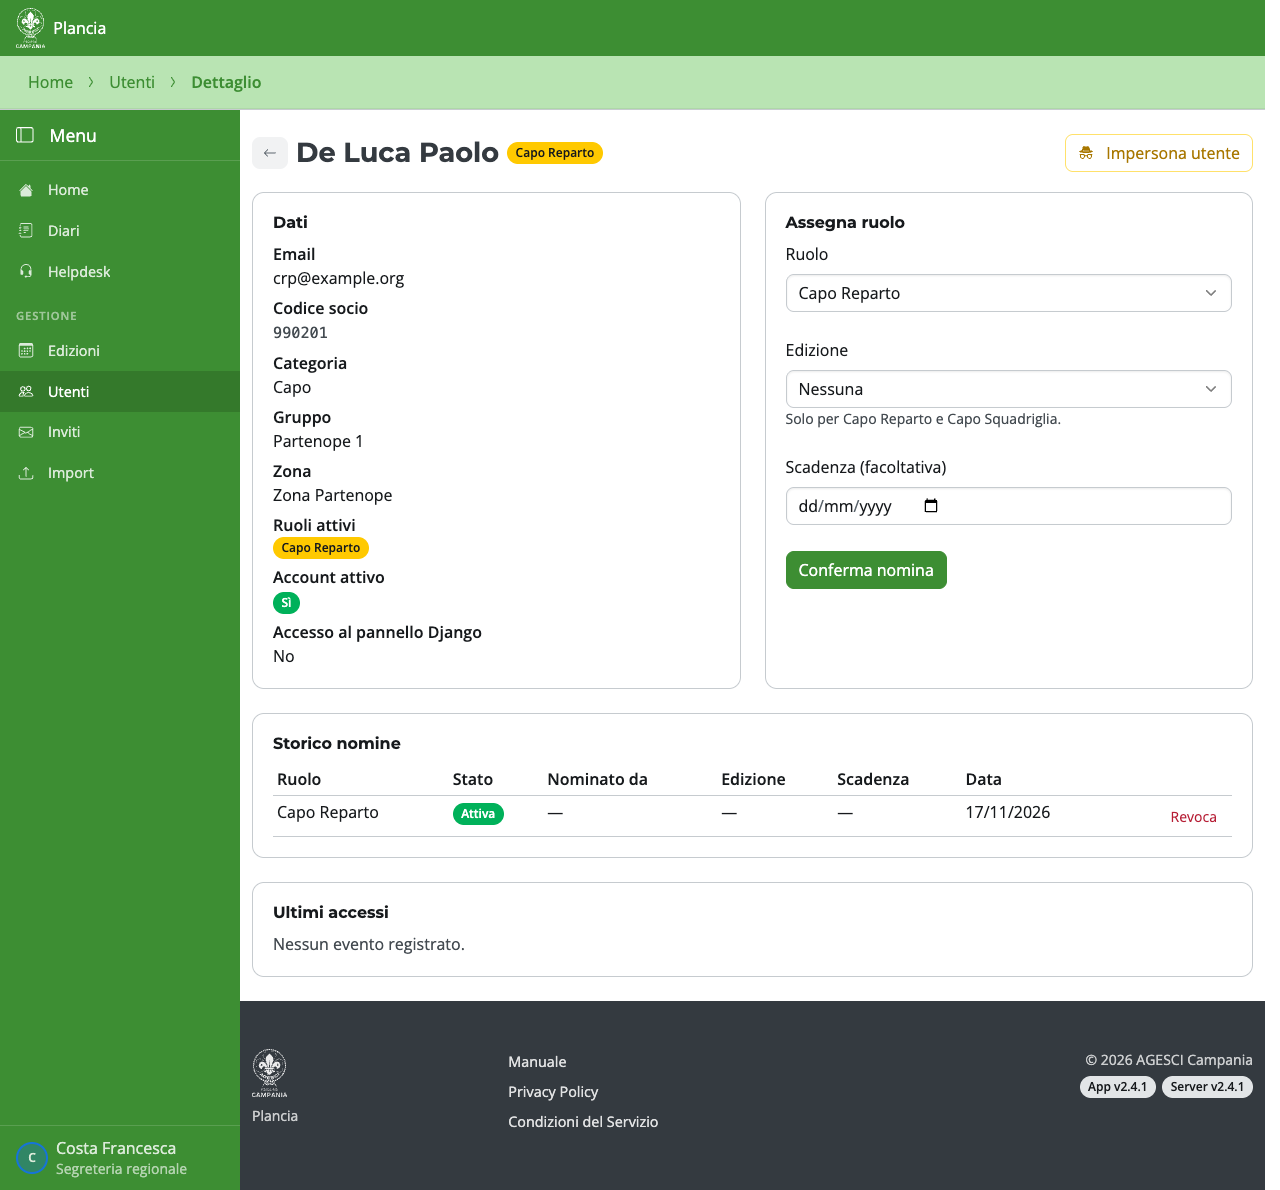 CAMPANIA
Plancia
Home
Utenti
Dettaglio
Menu
Home
Diari
Helpdesk
GESTIONE
Edizioni
Utenti
Inviti
Import
De Luca Paolo
Capo Reparto
Impersona utente
Dati
Email
crp@example.org
Codice socio
990201
Categoria
Capo
Gruppo
Partenope 1
Zona
Zona Partenope
Ruoli attivi
Capo Reparto
Account attivo
Sì
Accesso al pannello Django
No
Assegna ruolo
Ruolo
Capo Reparto
Edizione
Nessuna
Solo per Capo Reparto e Capo Squadriglia.
Scadenza (facoltativa)
dd/mm/yyyy
Conferma nomina
Storico nomine
Ruolo Stato Nominato da Edizione Scadenza Data
Capo Reparto Attiva — — — 17/11/2026 Revoca
Ultimi accessi
Nessun evento registrato.
CAMPANIA
Plancia
Manuale
Privacy Policy
Condizioni del Servizio
© 2026 AGESCI Campania
App v2.4.1 Server v2.4.1
C
Costa Francesca
Segreteria regionale